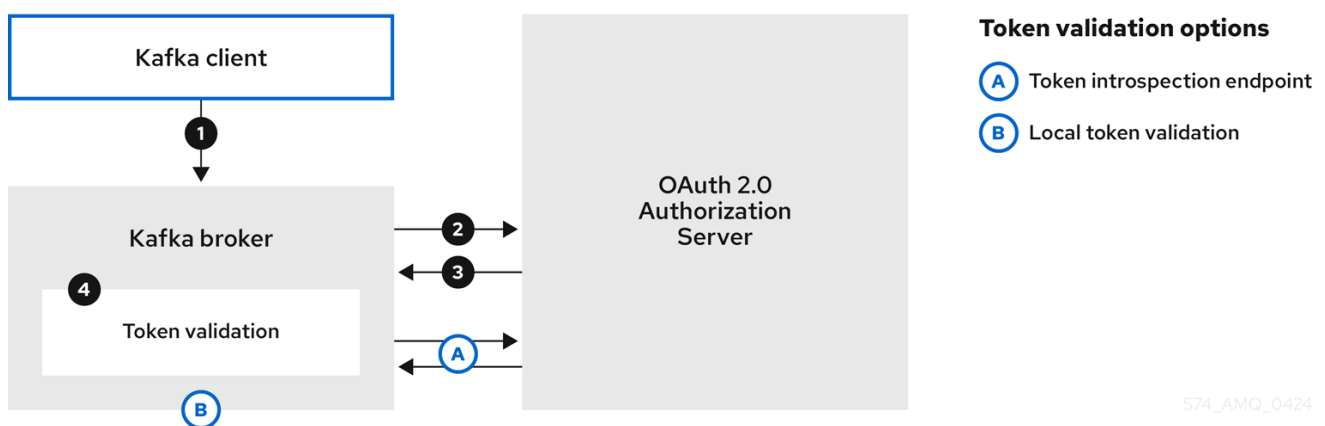 Kafka client
1
Kafka broker
2
3
4
Token validation
A
B
OAuth 2.0
Authorization
Server
Token validation options
A Token introspection endpoint
B Local token validation
574_AMQ_0424